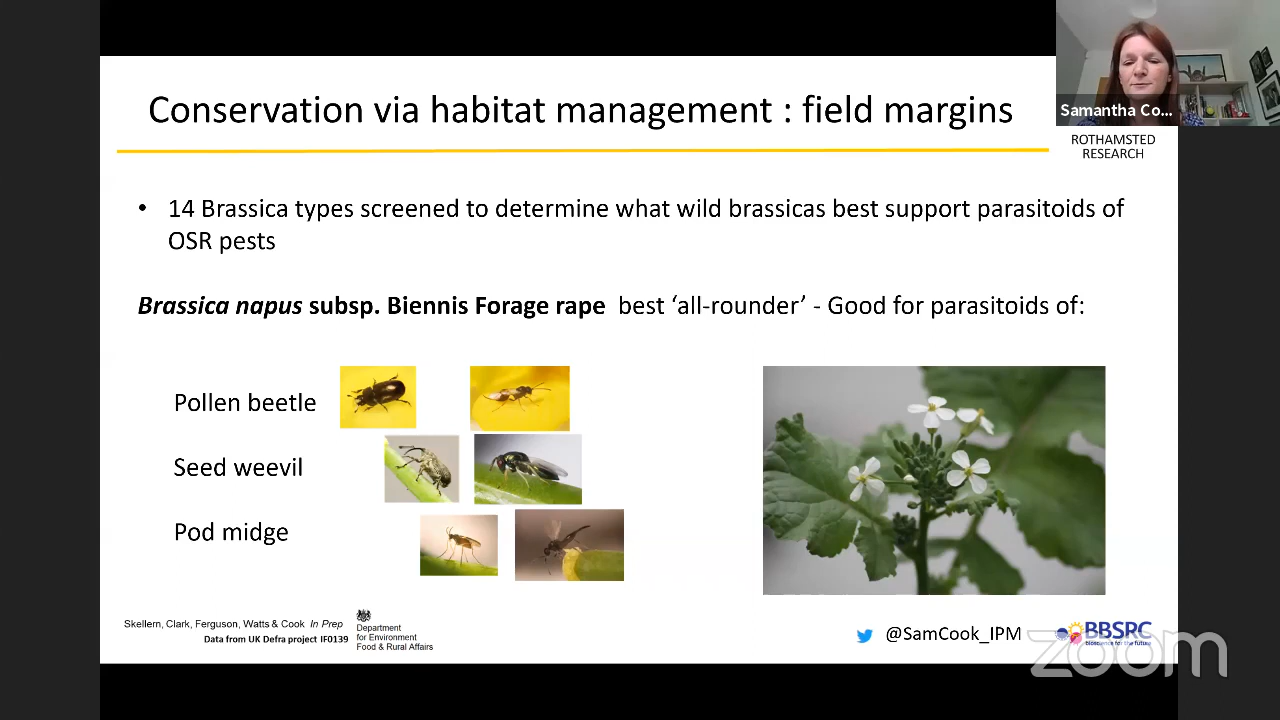 Conservation via habitat management : field margins
Samantha Co...
ROTHAMSTED
RESEARCH
• 14 Brassica types screened to determine what wild brassicas best support parasitoids of
OSR pests
Brassica napus subsp. Biennis Forage rape best ‘all-rounder’ - Good for parasitoids of:
Pollen beetle
Seed weevil
Pod midge
Skellern, Clark, Ferguson, Watts & Cook In Prep
Data from UK Defra project IF0139
Department
for Environment
Food & Rural Affairs
@SamCook_IPM
BBSRC
bioscience for the future
zoom